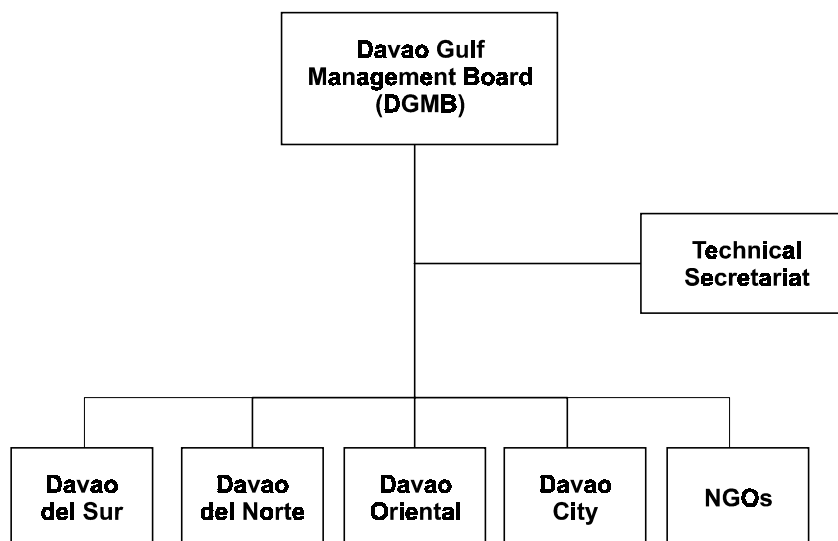 Davao Gulf
Management Board
(DGMB)
Technical
Secretariat
Davao
del Sur
Davao
del Norte
Davao
Oriental
Davao
City
NGOs